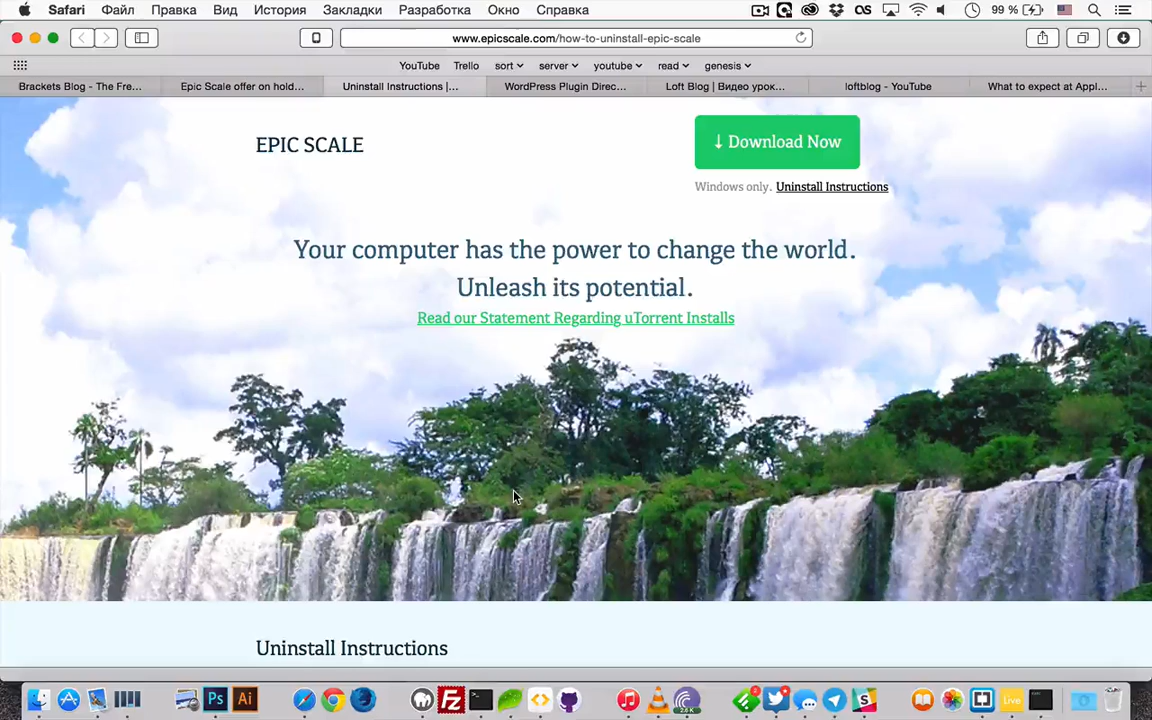 Safari Файл Правка Вид История Закладки Разработка Окно Справка 99 %
www.epicscale.com/how-to-uninstall-epic-scale
YouTube Trello sort server youtube read genesis
Brackets Blog - The Fre... Epic Scale offer on hold... Uninstall Instructions |... WordPress Plugin Direc... Loft Blog | Видео урок... loftblog - YouTube What to expect at Appl...
EPIC SCALE
↓ Download Now
Windows only. Uninstall Instructions
Your computer has the power to change the world.
Unleash its potential.
Read our Statement Regarding uTorrent Installs
Uninstall Instructions
Ps Ai Fz Live